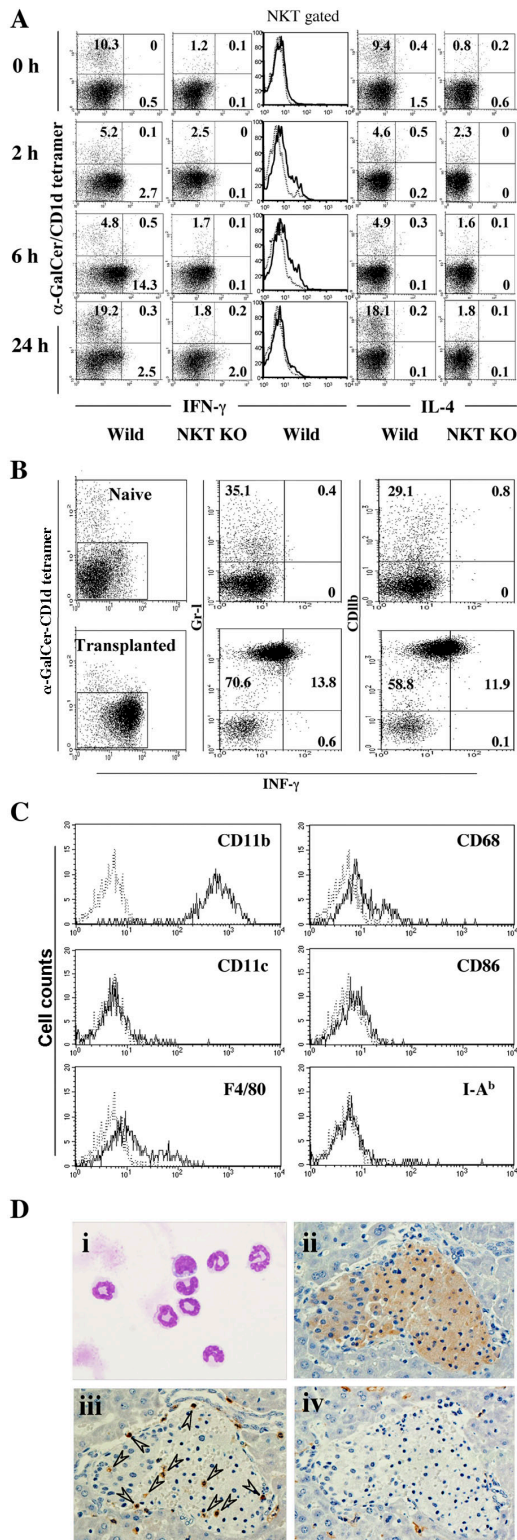 A
NKT gated
α-GalCer/CD1d tetramer
0 h
10.3 0
0.5
1.2 0.1
0.1
9.4 0.4
1.5
0.8 0.2
0.6
2 h
5.2 0.1
2.7
2.5 0
0.1
4.6 0.5
0.2
2.3 0
0
6 h
4.8 0.5
14.3
1.7 0.1
0.1
4.9 0.3
0.1
1.6 0.1
0
24 h
19.2 0.3
2.5
1.8 0.2
2.0
18.1 0.2
0.1
1.8 0.1
0.1
IFN-γ
IL-4
Wild
NKT KO
Wild
Wild
NKT KO
B
α-GalCer-CD1d tetramer
Naive
Gr-I
35.1 0.4
0
CDIIb
29.1 0.8
0
Transplanted
70.6 13.8
0.6
58.8 11.9
0.1
INF-γ
C
Cell counts
CD11b
CD68
CD11c
CD86
F4/80
I-Aᵇ
D
i
ii
iii
iv